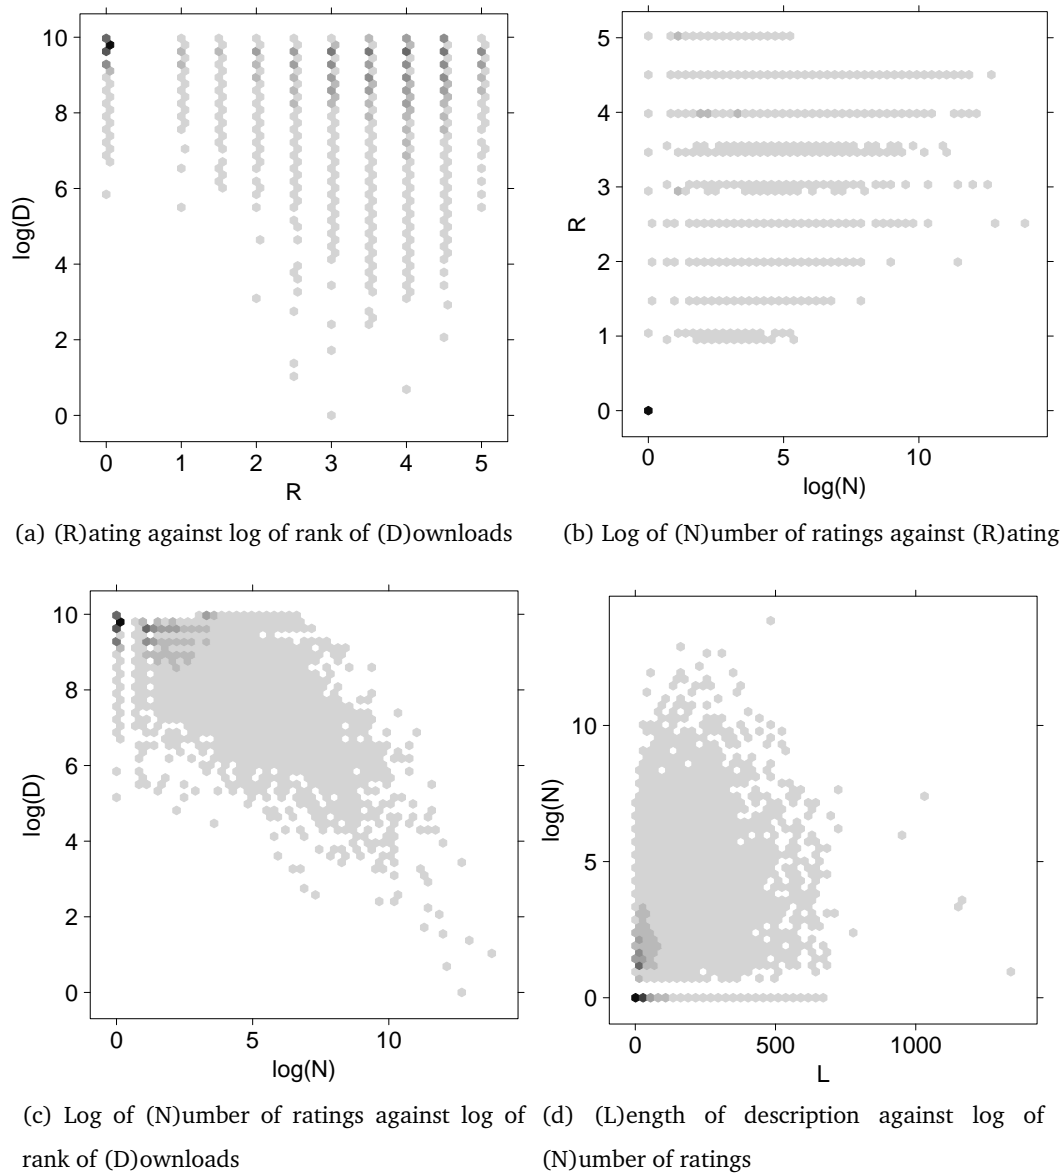 10
8
6
4
2
0
log(D)
0 1 2 3 4 5
R
(a) (R)ating against log of rank of (D)ownloads
5
4
3
2
1
0
R
0 5 10
log(N)
(b) Log of (N)umber of ratings against (R)ating
10
8
6
4
2
0
log(D)
0 5 10
log(N)
(c) Log of (N)umber of ratings against log of
rank of (D)ownloads
10
5
0
log(N)
0 500 1000
L
(d) (L)ength of description against log of
(N)umber of ratings